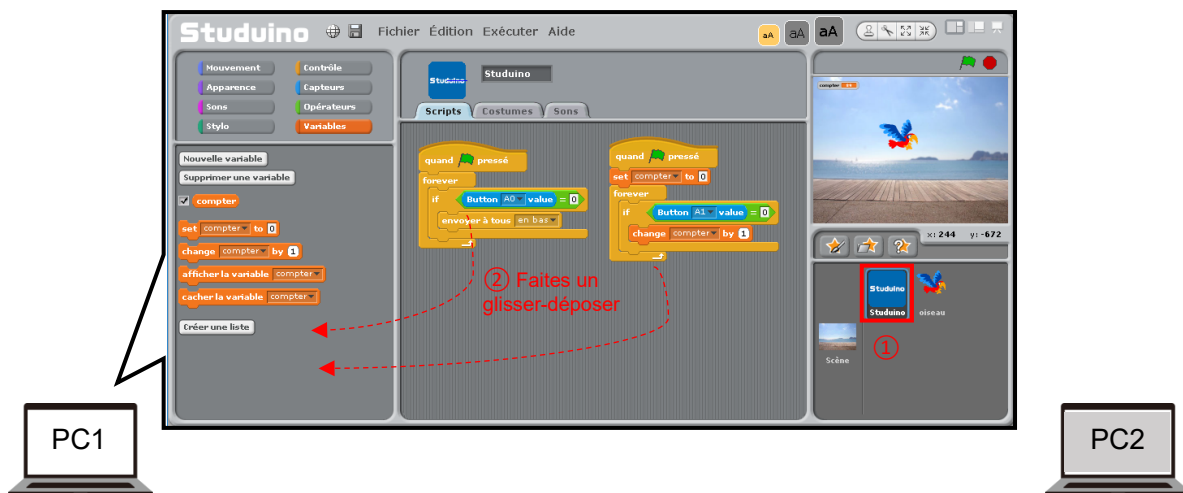 Studuino Fichier Édition Exécuter Aide aA aA aA
Mouvement Contrôle
Apparence Capteurs
Sons Opérateurs
Stylo Variables
Nouvelle variable
Supprimer une variable
compter
set compter to 0
change compter by 1
afficher la variable compter
cacher la variable compter
Créer une liste
Studuino Studuino
Scripts Costumes Sons
quand pressé
forever
if Button A0 value = 0
envoyer à tous en bas
quand pressé
set compter to 0
forever
if Button A1 value = 0
change compter by 1
② Faites un
glisser-déposer
compter
x: 244 y: -672
Studuino
Studuino oiseau
Scène
①
PC1
PC2